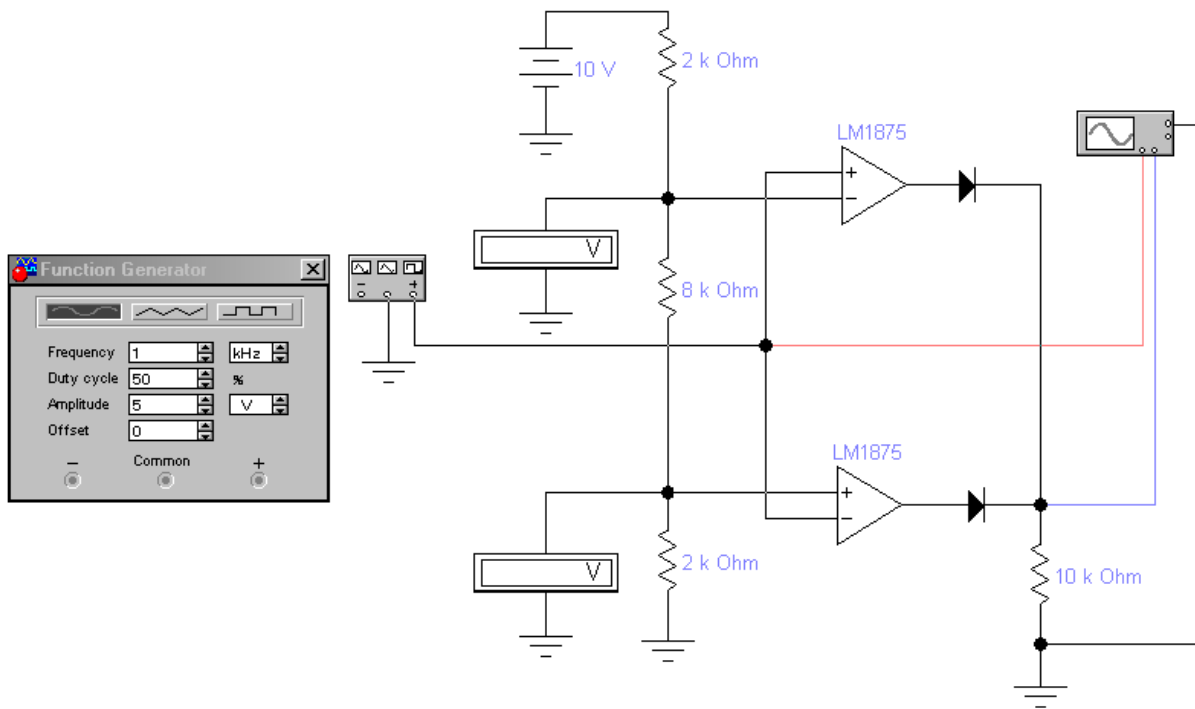 10 V
2 k Ohm
LM1875
+
−
V
8 k Ohm
− +
Function Generator
Frequency 1 kHz
Duty cycle 50 %
Amplitude 5 V
Offset 0
− Common +
LM1875
+
−
V
2 k Ohm
10 k Ohm